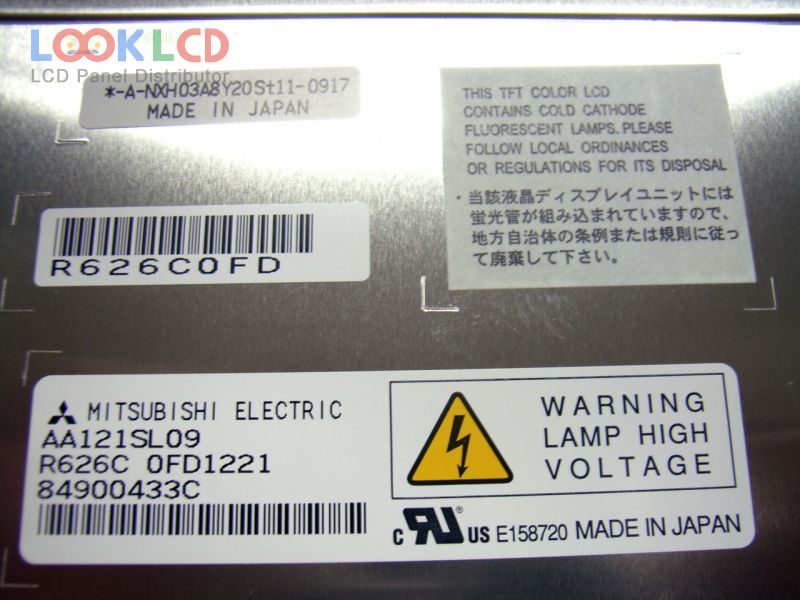 LOOKLCD
LCD Panel Distributor
*-A-NXH03A8Y20St11-0917
MADE IN JAPAN
THIS TFT COLOR LCD
CONTAINS COLD CATHODE
FLUORESCENT LAMPS. PLEASE
FOLLOW LOCAL ORDINANCES
OR REGULATIONS FOR ITS DISPOSAL
・当該液晶ディスプレイユニットには
蛍光管が組み込まれていますので、
地方自治体の条例または規則に従っ
て廃棄して下さい。
R626C0FD
MITSUBISHI ELECTRIC
AA121SL09
R626C 0FD1221
84900433C
WARNING
LAMP HIGH
VOLTAGE
c RU® US E158720 MADE IN JAPAN